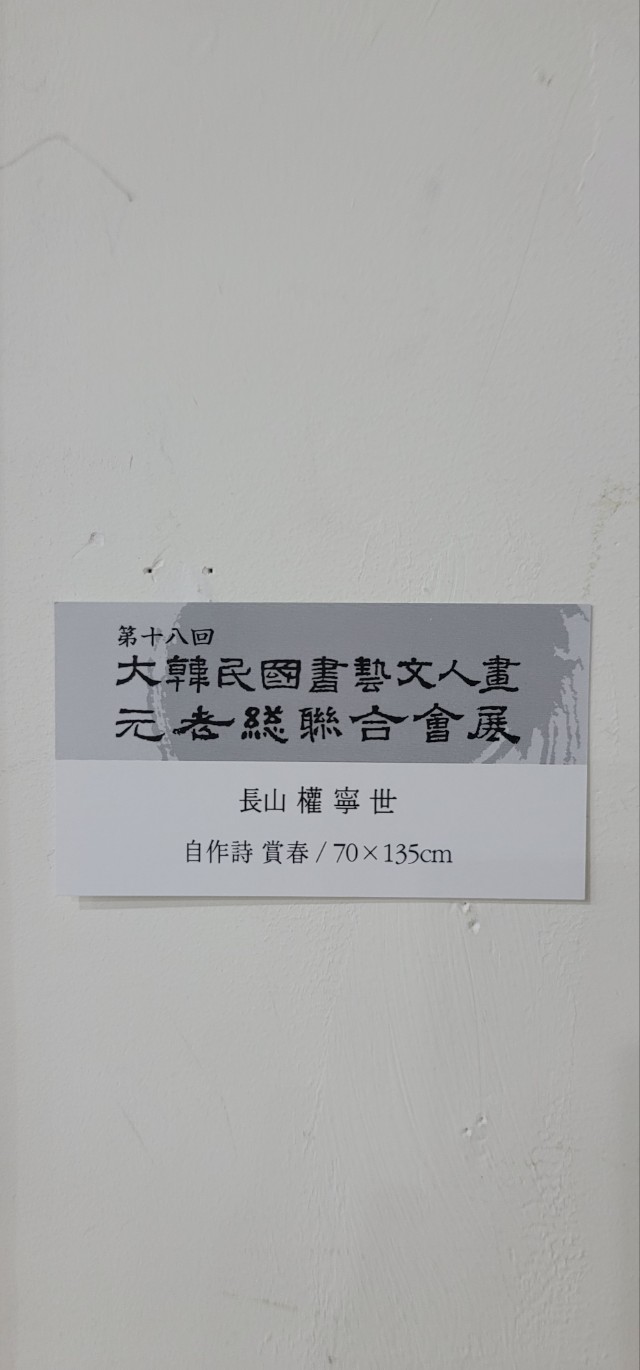 第十八回
大韓民國書藝文人畫
元老総聯合會展
長山 權 寧 世
自作詩 賞春 / 70×135cm